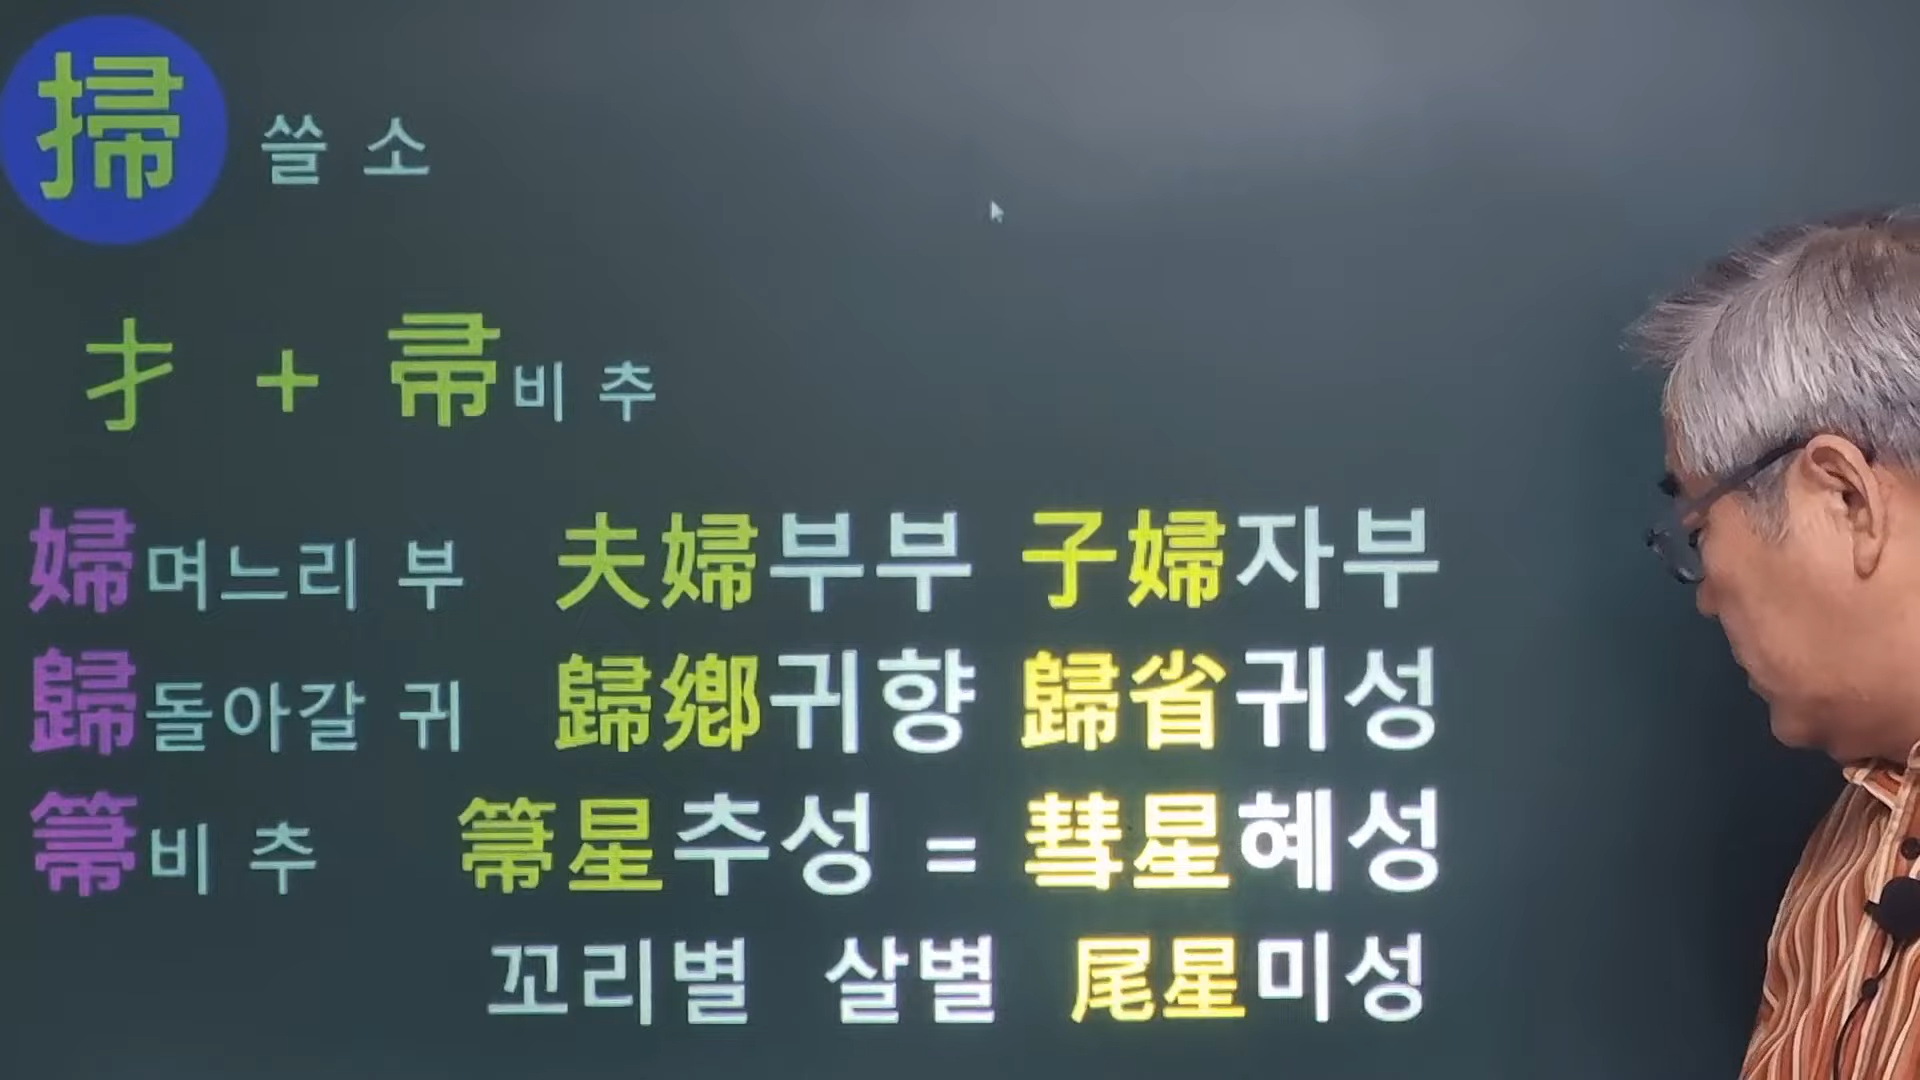 掃 쓸 소
扌 + 帚 비 추
婦 며느리 부 夫婦부부 子婦자부
歸 돌아갈 귀 歸鄕귀향 歸省귀성
箒 비 추 箒星추성 = 彗星혜성
꼬리별 살별 尾星미성